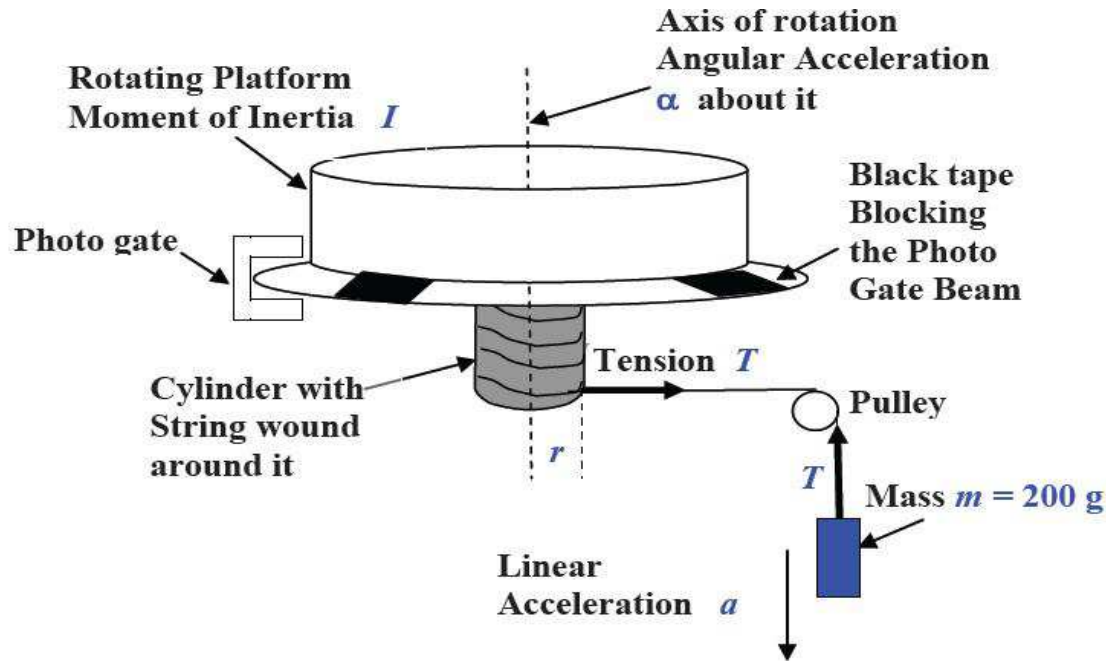 Axis of rotation
Angular Acceleration
α about it
Rotating Platform
Moment of Inertia I
Black tape
Blocking
the Photo
Gate Beam
Photo gate
Tension T
Cylinder with
String wound
around it
r
Pulley
T
Mass m = 200 g
Linear
Acceleration a